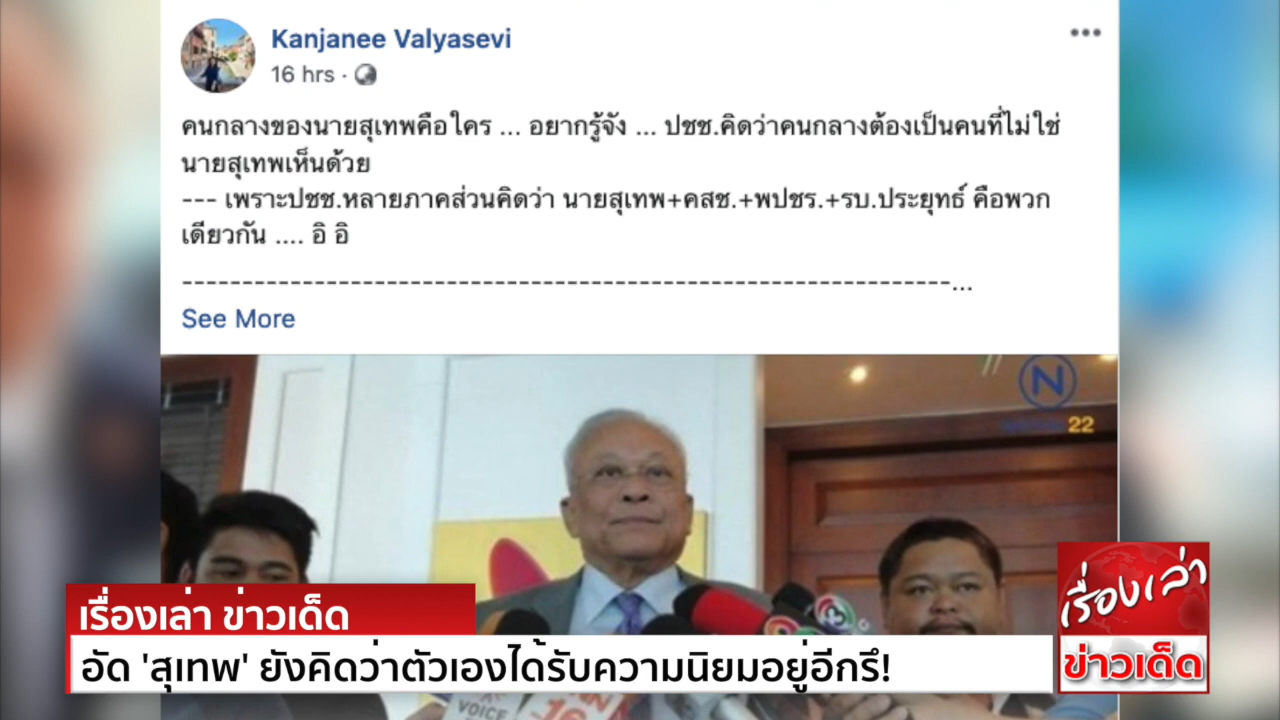 Kanjanee Valyasevi
16 hrs ·
คนกลางของนายสุเทพคือใคร ... อยากรู้จัง ... ปชช.คิดว่าคนกลางต้องเป็นคนที่ไม่ใช่
นายสุเทพเห็นด้วย
--- เพราะปชช.หลายภาคส่วนคิดว่า นายสุเทพ+คสช.+พปชร.+รบ.ประยุทธ์ คือพวก
เดียวกัน .... อิ อิ
----------------------------------------------------------------...
See More
N
22
เรื่องเล่า ข่าวเด็ด
อัด 'สุเทพ' ยังคิดว่าตัวเองได้รับความนิยมอยู่อีกรึ!
เรื่องเล่า
ข่าวเด็ด
VOICE
16